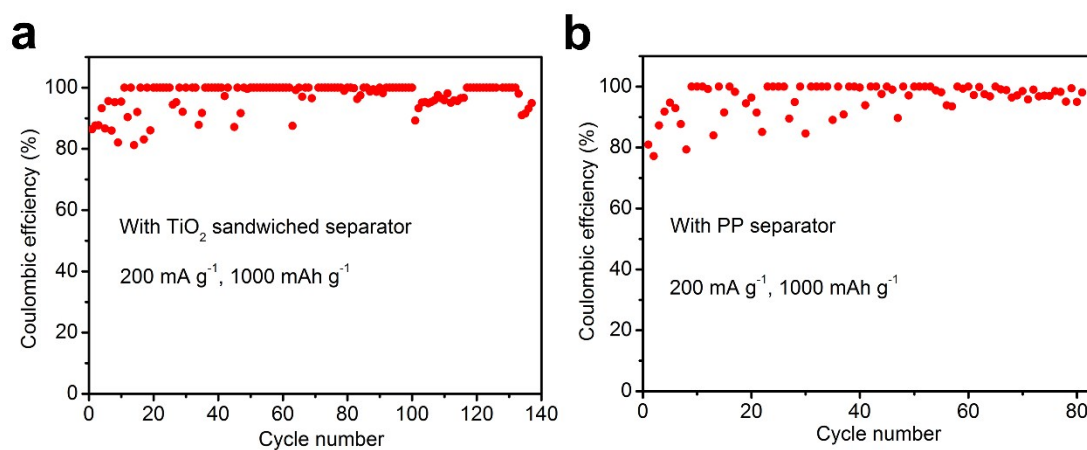 a
100
80
60
40
20
0
Coulombic effciency (%)
With TiO₂ sandwiched separator
200 mA g⁻¹, 1000 mAh g⁻¹
0 20 40 60 80 100 120 140
Cycle number
b
100
80
60
40
20
0
Coulombic effciency (%)
With PP separator
200 mA g⁻¹, 1000 mAh g⁻¹
0 20 40 60 80
Cycle number